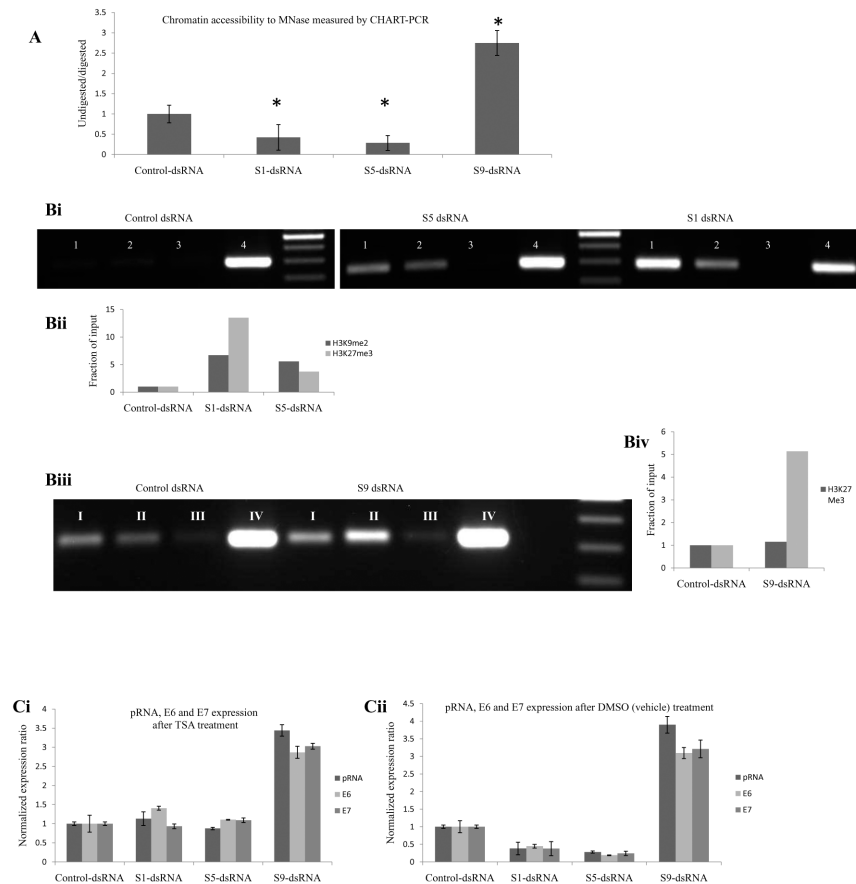 A
Chromatin accessibility to MNase measured by CHART-PCR
Undigested/digested
3.5
3
2.5
2
1.5
1
0.5
0
* * *
Control-dsRNA S1-dsRNA S5-dsRNA S9-dsRNA
Bi
Control dsRNA S5 dsRNA S1 dsRNA
1 2 3 4 1 2 3 4 1 2 3 4
Bii
Fraction of input
15
10
5
0
H3K9me2
H3K27me3
Control-dsRNA S1-dsRNA S5-dsRNA
Biii
Control dsRNA S9 dsRNA
I II III IV I II III IV
Biv
Fraction of input
6
5
4
3
2
1
0
H3K27
Me3
Control-dsRNA S9-dsRNA
Ci
pRNA, E6 and E7 expression
after TSA treatment
Normalized expression ratio
4
3.5
3
2.5
2
1.5
1
0.5
0
pRNA
E6
E7
Control-dsRNA S1-dsRNA S5-dsRNA S9-dsRNA
Cii
pRNA, E6 and E7 expression after DMSO (vehicle) treatment
Normalized expression ratio
4.5
4
3.5
3
2.5
2
1.5
1
0.5
0
pRNA
E6
E7
Control-dsRNA S1-dsRNA S5-dsRNA S9-dsRNA